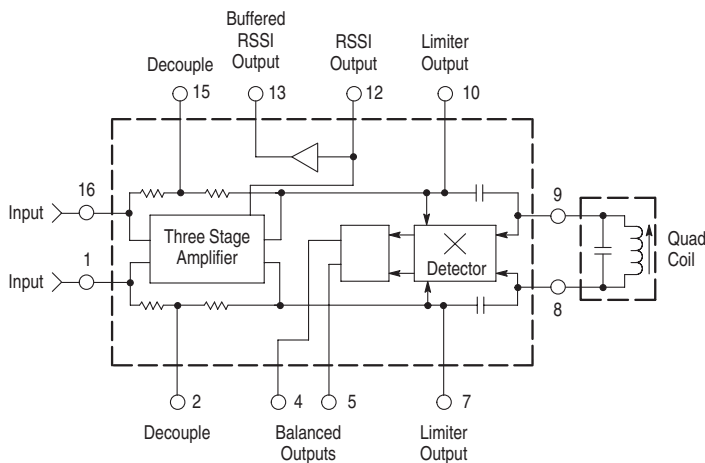 Buffered
RSSI
Output
RSSI
Output
Limiter
Output
Decouple
15
13
12
10
16
Input
Three Stage
Amplifier
Detector
9
Quad
Coil
1
Input
8
2
4
5
7
Decouple
Balanced
Outputs
Limiter
Output